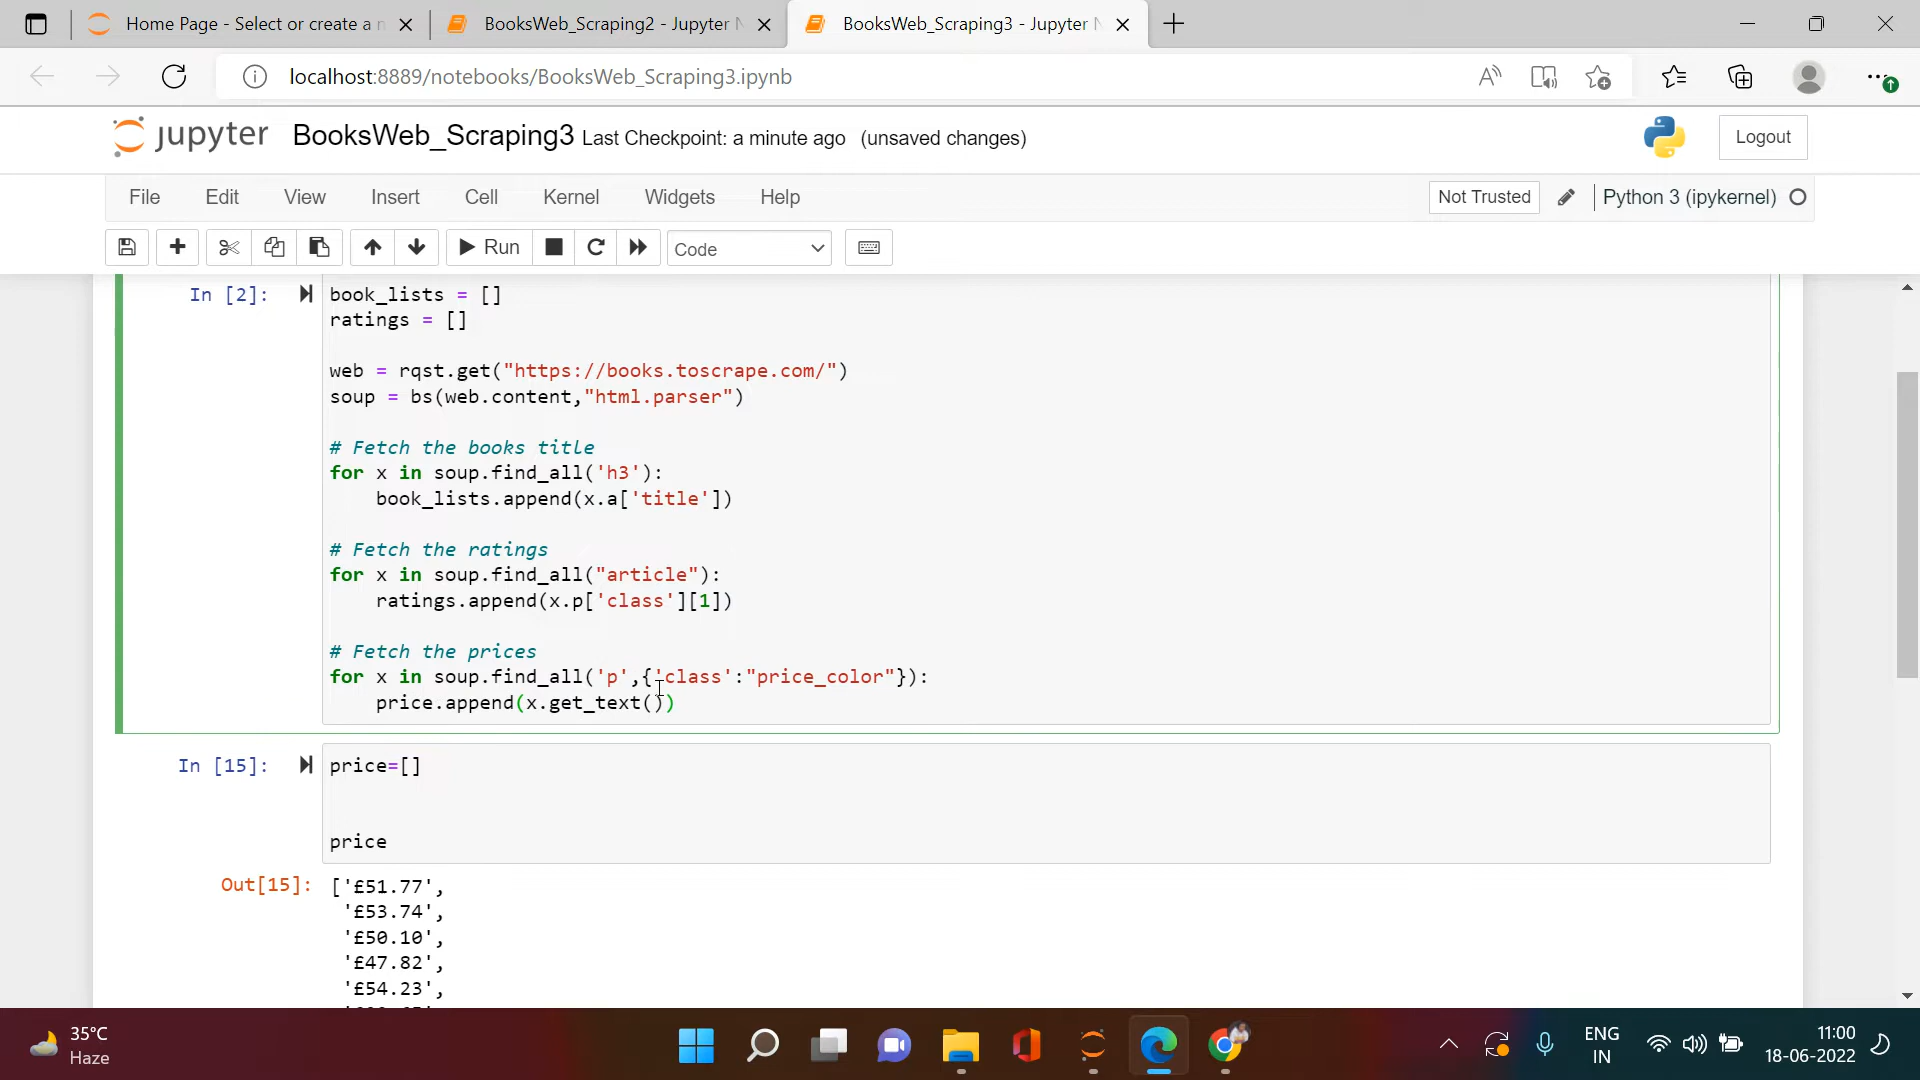 Home Page - Select or create a n
BooksWeb_Scraping2 - Jupyter N
BooksWeb_Scraping3 - Jupyter N
localhost:8889/notebooks/BooksWeb_Scraping3.ipynb
jupyter BooksWeb_Scraping3 Last Checkpoint: a minute ago (unsaved changes)
Logout
File Edit View Insert Cell Kernel Widgets Help
Not Trusted
Python 3 (ipykernel)
Run
Code
In [2]:
book_lists = []
ratings = []
web = rqst.get("https://books.toscrape.com/")
soup = bs(web.content,"html.parser")
# Fetch the books title
for x in soup.find_all('h3'):
    book_lists.append(x.a['title'])
# Fetch the ratings
for x in soup.find_all("article"):
    ratings.append(x.p['class'][1])
# Fetch the prices
for x in soup.find_all('p',{'class':"price_color"}):
    price.append(x.get_text())
In [15]:
price=[]
price
Out[15]:
['£51.77',
'£53.74',
'£50.10',
'£47.82',
'£54.23',
35°C
Haze
ENG
IN
11:00
18-06-2022